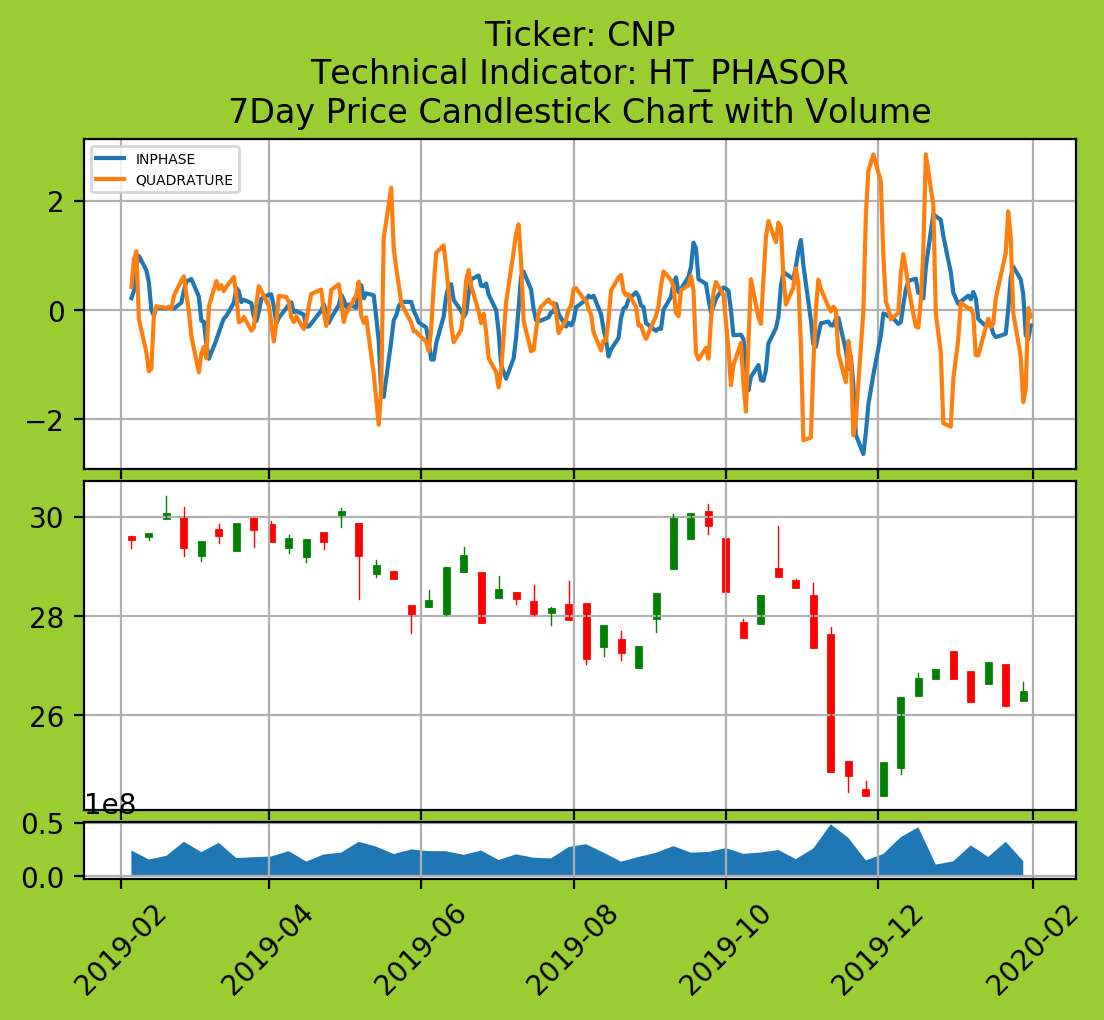 Ticker: CNP
Technical Indicator: HT_PHASOR
7Day Price Candlestick Chart with Volume
INPHASE
QUADRATURE
2
0
−2
30
28
26
1e8
0.5
0.0
2019-02
2019-04
2019-06
2019-08
2019-10
2019-12
2020-02